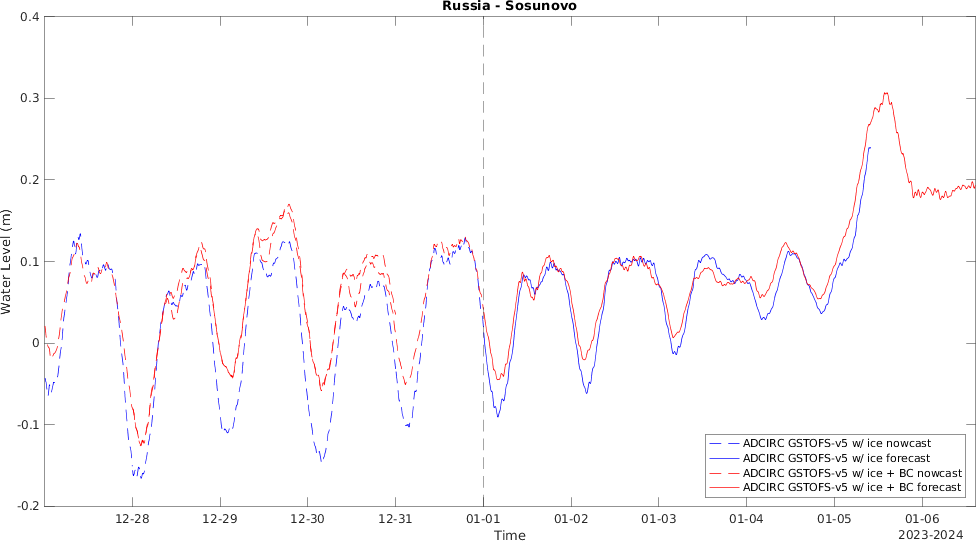 Russia - Sosunovo
0.4
0.3
0.2
0.1
0
-0.1
-0.2
Water Level (m)
12-28 12-29 12-30 12-31 01-01 01-02 01-03 01-04 01-05 01-06
Time
2023-2024
ADCIRC GSTOFS-v5 w/ ice nowcast
ADCIRC GSTOFS-v5 w/ ice forecast
ADCIRC GSTOFS-v5 w/ ice + BC nowcast
ADCIRC GSTOFS-v5 w/ ice + BC forecast